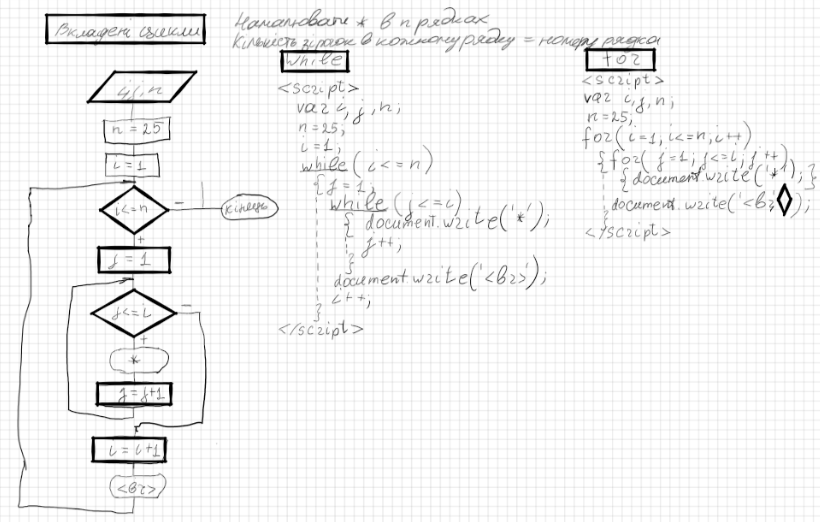 Вкладені цикли
Намалювати * в n рядках
Кількість зірок в кожному рядку = номеру рядка
i,j,n
n = 25
i = 1
i<=n
-
кінець
+
j = 1
j<=i
-
+
*
j = j+1
i = i+1
<br>
while
<script>
var i, j, n;
n=25;
i=1;
while (i<=n)
{ j=1;
while (j<=i)
{ document.write('*');
j++;
}
document.write('<br>');
i++;
}
</script>
for
<script>
var i,j,n;
n=25;
for(i=1, i<=n, i++)
{for( j=1; j<=i; j++)
{document.write('*'); }
document.write('<br );
</script>